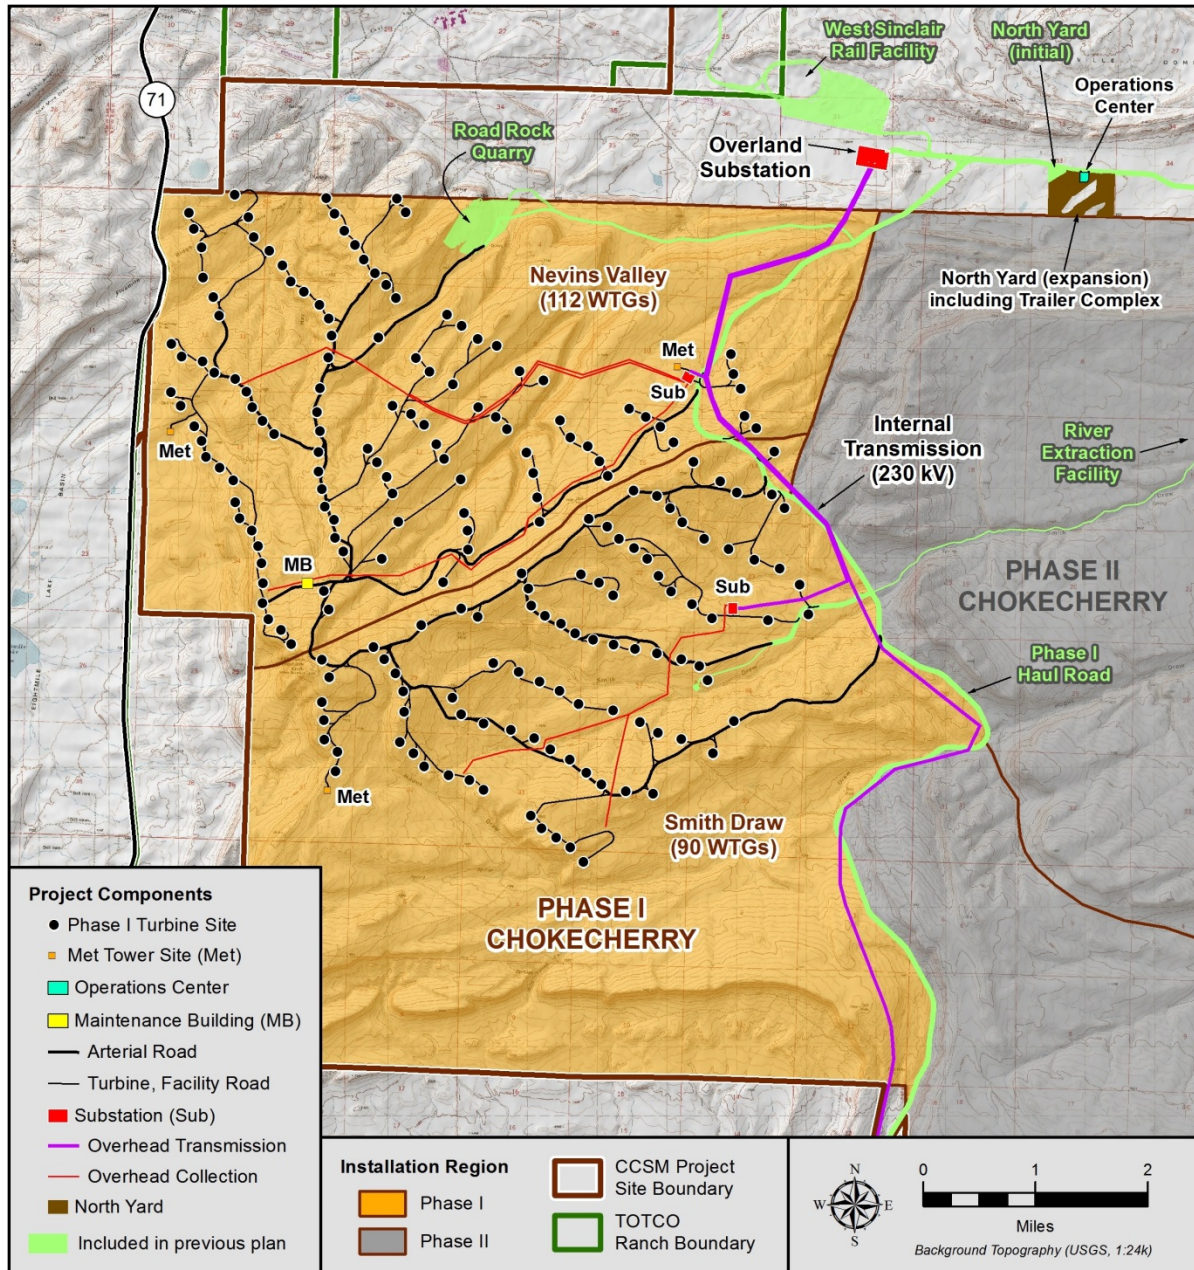 71
West Sinclair
Rail Facility
North Yard
(initial)
Operations
Center
Road Rock
Quarry
Overland
Substation
North Yard (expansion)
including Trailer Complex
Nevins Valley
(112 WTGs)
Met
Sub
Met
Internal
Transmission
(230 kV)
River
Extraction
Facility
MB
Sub
PHASE II
CHOKECHERRY
Phase I
Haul Road
Met
Smith Draw
(90 WTGs)
PHASE I
CHOKECHERRY
EIGHTMILE
LAKE
BASIN
Project Components
Phase I Turbine Site
Met Tower Site (Met)
Operations Center
Maintenance Building (MB)
Arterial Road
Turbine, Facility Road
Substation (Sub)
Overhead Transmission
Overhead Collection
North Yard
Included in previous plan
Installation Region
Phase I
Phase II
CCSM Project
Site Boundary
TOTCO
Ranch Boundary
N
W
E
S
0 1 2
Miles
Background Topography (USGS, 1:24k)